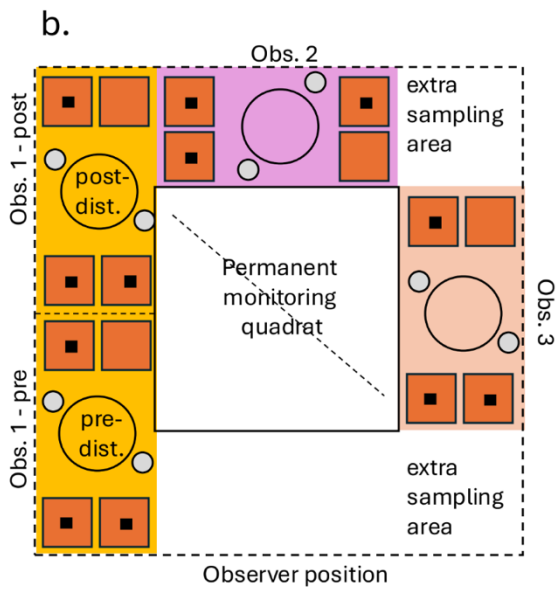 b.
Obs. 2
extra
sampling
area
Obs. 1 - post
post-
dist.
Permanent
monitoring
quadrat
Obs. 3
Obs. 1 - pre
pre-
dist.
extra
sampling
area
Observer position